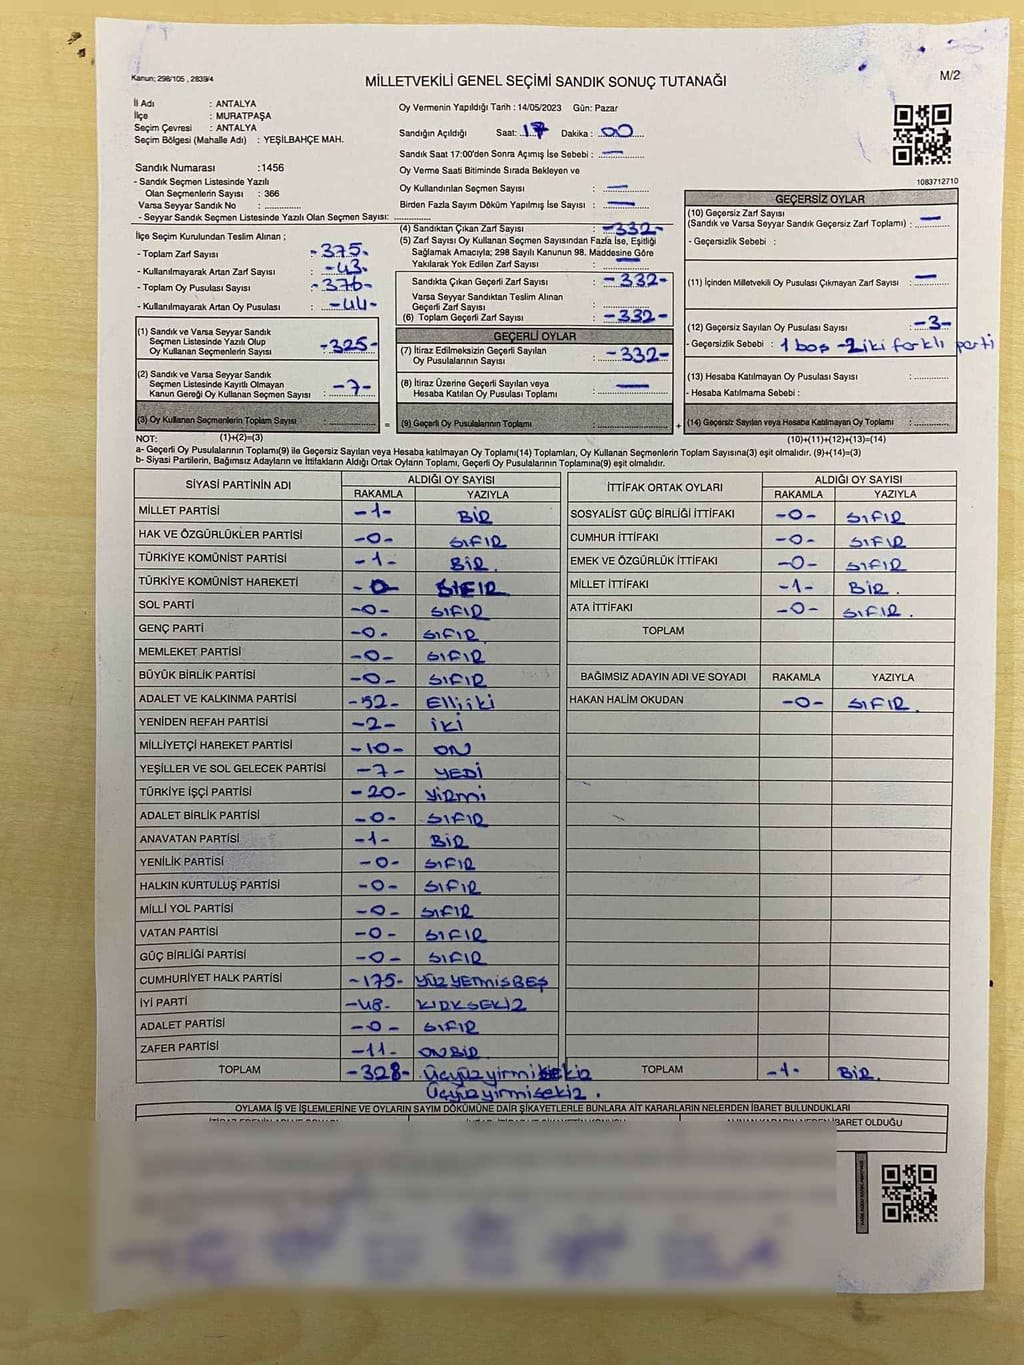 Kanun; 298/105 , 2839/4
MİLLETVEKİLİ GENEL SEÇİMİ SANDIK SONUÇ TUTANAĞI
M/2
İl Adı : ANTALYA
İlçe : MURATPAŞA
Seçim Çevresi : ANTALYA
Seçim Bölgesi (Mahalle Adı) : YEŞİLBAHÇE MAH.
Sandık Numarası :1456
- Sandık Seçmen Listesinde Yazılı
Olan Seçmenlerin Sayısı : 366
Varsa Seyyar Sandık No : ..............
- Seyyar Sandık Seçmen Listesinde Yazılı Olan Seçmen Sayısı: ..............
Oy Vermenin Yapıldığı Tarih : 14/05/2023 Gün: Pazar
Sandığın Açıldığı Saat: 17 Dakika : 00
Sandık Saat 17:00'den Sonra Açımış İse Sebebi : —
Oy Verme Saati Bitiminde Sırada Bekleyen ve
Oy Kullandırılan Seçmen Sayısı : —
Birden Fazla Sayım Döküm Yapılmış İse Sayısı : —
1083712710
İlçe Seçim Kurulundan Teslim Alınan ;
- Toplam Zarf Sayısı : -375-
- Kullanılmayarak Artan Zarf Sayısı : -43-
- Toplam Oy Pusulası Sayısı : -376-
- Kullanılmayarak Artan Oy Pusulası : -44-
(1) Sandık ve Varsa Seyyar Sandık
Seçmen Listesinde Yazılı Olup
Oy Kullanan Seçmenlerin Sayısı : -325-
(2) Sandık ve Varsa Seyyar Sandık
Seçmen Listesinde Kayıtlı Olmayan
Kanun Gereği Oy Kullanan Seçmen Sayısı : -7-
(3) Oy Kullanan Seçmenlerin Toplam Sayısı : ..............
(4) Sandıktan Çıkan Zarf Sayısı : -332-
(5) Zarf Sayısı Oy Kullanan Seçmen Sayısından Fazla İse, Eşitliği
Sağlamak Amacıyla; 298 Sayılı Kanunun 98. Maddesine Göre
Yakılarak Yok Edilen Zarf Sayısı : —
Sandıkta Çıkan Geçerli Zarf Sayısı : -332-
Varsa Seyyar Sandıktan Teslim Alınan
Geçerli Zarf Sayısı : ..............
(6) Toplam Geçerli Zarf Sayısı : -332-
GEÇERLİ OYLAR
(7) İtiraz Edilmeksizin Geçerli Sayılan
Oy Pusulalarının Sayısı : -332-
(8) İtiraz Üzerine Geçerli Sayılan veya
Hesaba Katılan Oy Pusulası Toplamı : —
= (9) Geçerli Oy Pusulalarının Toplamı : ..............
GEÇERSİZ OYLAR
(10) Geçersiz Zarf Sayısı
(Sandık ve Varsa Seyyar Sandık Geçersiz Zarf Toplamı) : —
- Geçersizlik Sebebi :
(11) İçinden Milletvekili Oy Pusulası Çıkmayan Zarf Sayısı : —
(12) Geçersiz Sayılan Oy Pusulası Sayısı : -3-
- Geçersizlik Sebebi : 1 boş -2 iki farklı parti
(13) Hesaba Katılmayan Oy Pusulası Sayısı : ..............
- Hesaba Katılmama Sebebi :
+ (14) Geçersiz Sayılan veya Hesaba Katılmayan Oy Toplamı : ..............
NOT: (1)+(2)=(3) (10)+(11)+(12)+(13)=(14)
a- Geçerli Oy Pusulalarının Toplamı(9) ile Geçersiz Sayılan veya Hesaba katılmayan Oy Toplamı(14) Toplamları, Oy Kullanan Seçmenlerin Toplam Sayısına(3) eşit olmalıdır. (9)+(14)=(3)
b- Siyasi Partilerin, Bağımsız Adayların ve İttifakların Aldığı Ortak Oyların Toplamı, Geçerli Oy Pusulalarının Toplamına(9) eşit olmalıdır.
SİYASİ PARTİNİN ADI ALDIĞI OY SAYISI
RAKAMLA YAZIYLA
MİLLET PARTİSİ -1- BİR
HAK VE ÖZGÜRLÜKLER PARTİSİ -0- SIFIR
TÜRKİYE KOMÜNİST PARTİSİ -1- BİR.
TÜRKİYE KOMÜNİST HAREKETİ -0- SIFIR
SOL PARTİ -0- SIFIR
GENÇ PARTİ -0- SIFIR
MEMLEKET PARTİSİ -0- SIFIR
BÜYÜK BİRLİK PARTİSİ -0- SIFIR
ADALET VE KALKINMA PARTİSİ -52- Elliiki
YENİDEN REFAH PARTİSİ -2- iki
MİLLİYETÇİ HAREKET PARTİSİ -10- ON
YEŞİLLER VE SOL GELECEK PARTİSİ -7- YEDİ
TÜRKİYE İŞÇİ PARTİSİ -20- Yirmi
ADALET BİRLİK PARTİSİ -0- SIFIR
ANAVATAN PARTİSİ -1- BİR
YENİLİK PARTİSİ -0- SIFIR
HALKIN KURTULUŞ PARTİSİ -0- SIFIR
MİLLİ YOL PARTİSİ -0- SIFIR
VATAN PARTİSİ -0- SIFIR
GÜÇ BİRLİĞİ PARTİSİ -0- SIFIR
CUMHURİYET HALK PARTİSİ -175- YÜZYETMİSBEŞ
İYİ PARTİ -48- KIRKSEKİZ
ADALET PARTİSİ -0- SIFIR
ZAFER PARTİSİ -11- ONBİR
TOPLAM -328- Üçyüzyirmisekiz
Üçyüzyirmisekiz.
İTTİFAK ORTAK OYLARI ALDIĞI OY SAYISI
RAKAMLA YAZIYLA
SOSYALİST GÜÇ BİRLİĞİ İTTİFAKI -0- SIFIR
CUMHUR İTTİFAKI -0- SIFIR
EMEK VE ÖZGÜRLÜK İTTİFAKI -0- SIFIR
MİLLET İTTİFAKI -1- BİR.
ATA İTTİFAKI -0- SIFIR.
TOPLAM
BAĞIMSIZ ADAYIN ADI VE SOYADI RAKAMLA YAZIYLA
HAKAN HALİM OKUDAN -0- SIFIR
TOPLAM -1- BİR.
OYLAMA İŞ VE İŞLEMLERİNE VE OYLARIN SAYIM DÖKÜMÜNE DAİR ŞİKAYETLERLE BUNLARA AİT KARARLARIN NELERDEN İBARET BULUNDUKLARI
İBARET OLDUĞU